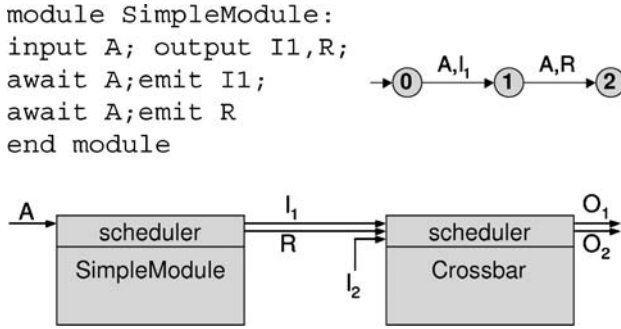 module SimpleModule:
input A; output I1,R;
await A;emit I1;
await A;emit R
end module
0 A,I₁ 1 A,R 2
A
scheduler
SimpleModule
I₁
R
I₂
scheduler
Crossbar
O₁
O₂